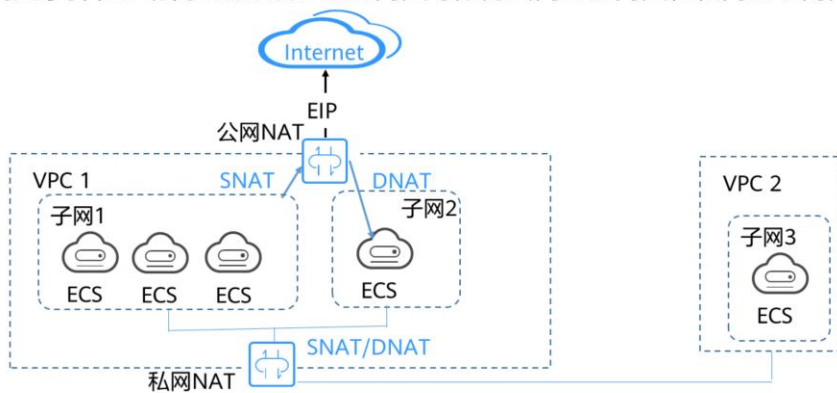 Internet
EIP
公网NAT
VPC 1
SNAT
DNAT
VPC 2
子网1
子网2
子网3
ECS
ECS
ECS
ECS
ECS
SNAT/DNAT
私网NAT